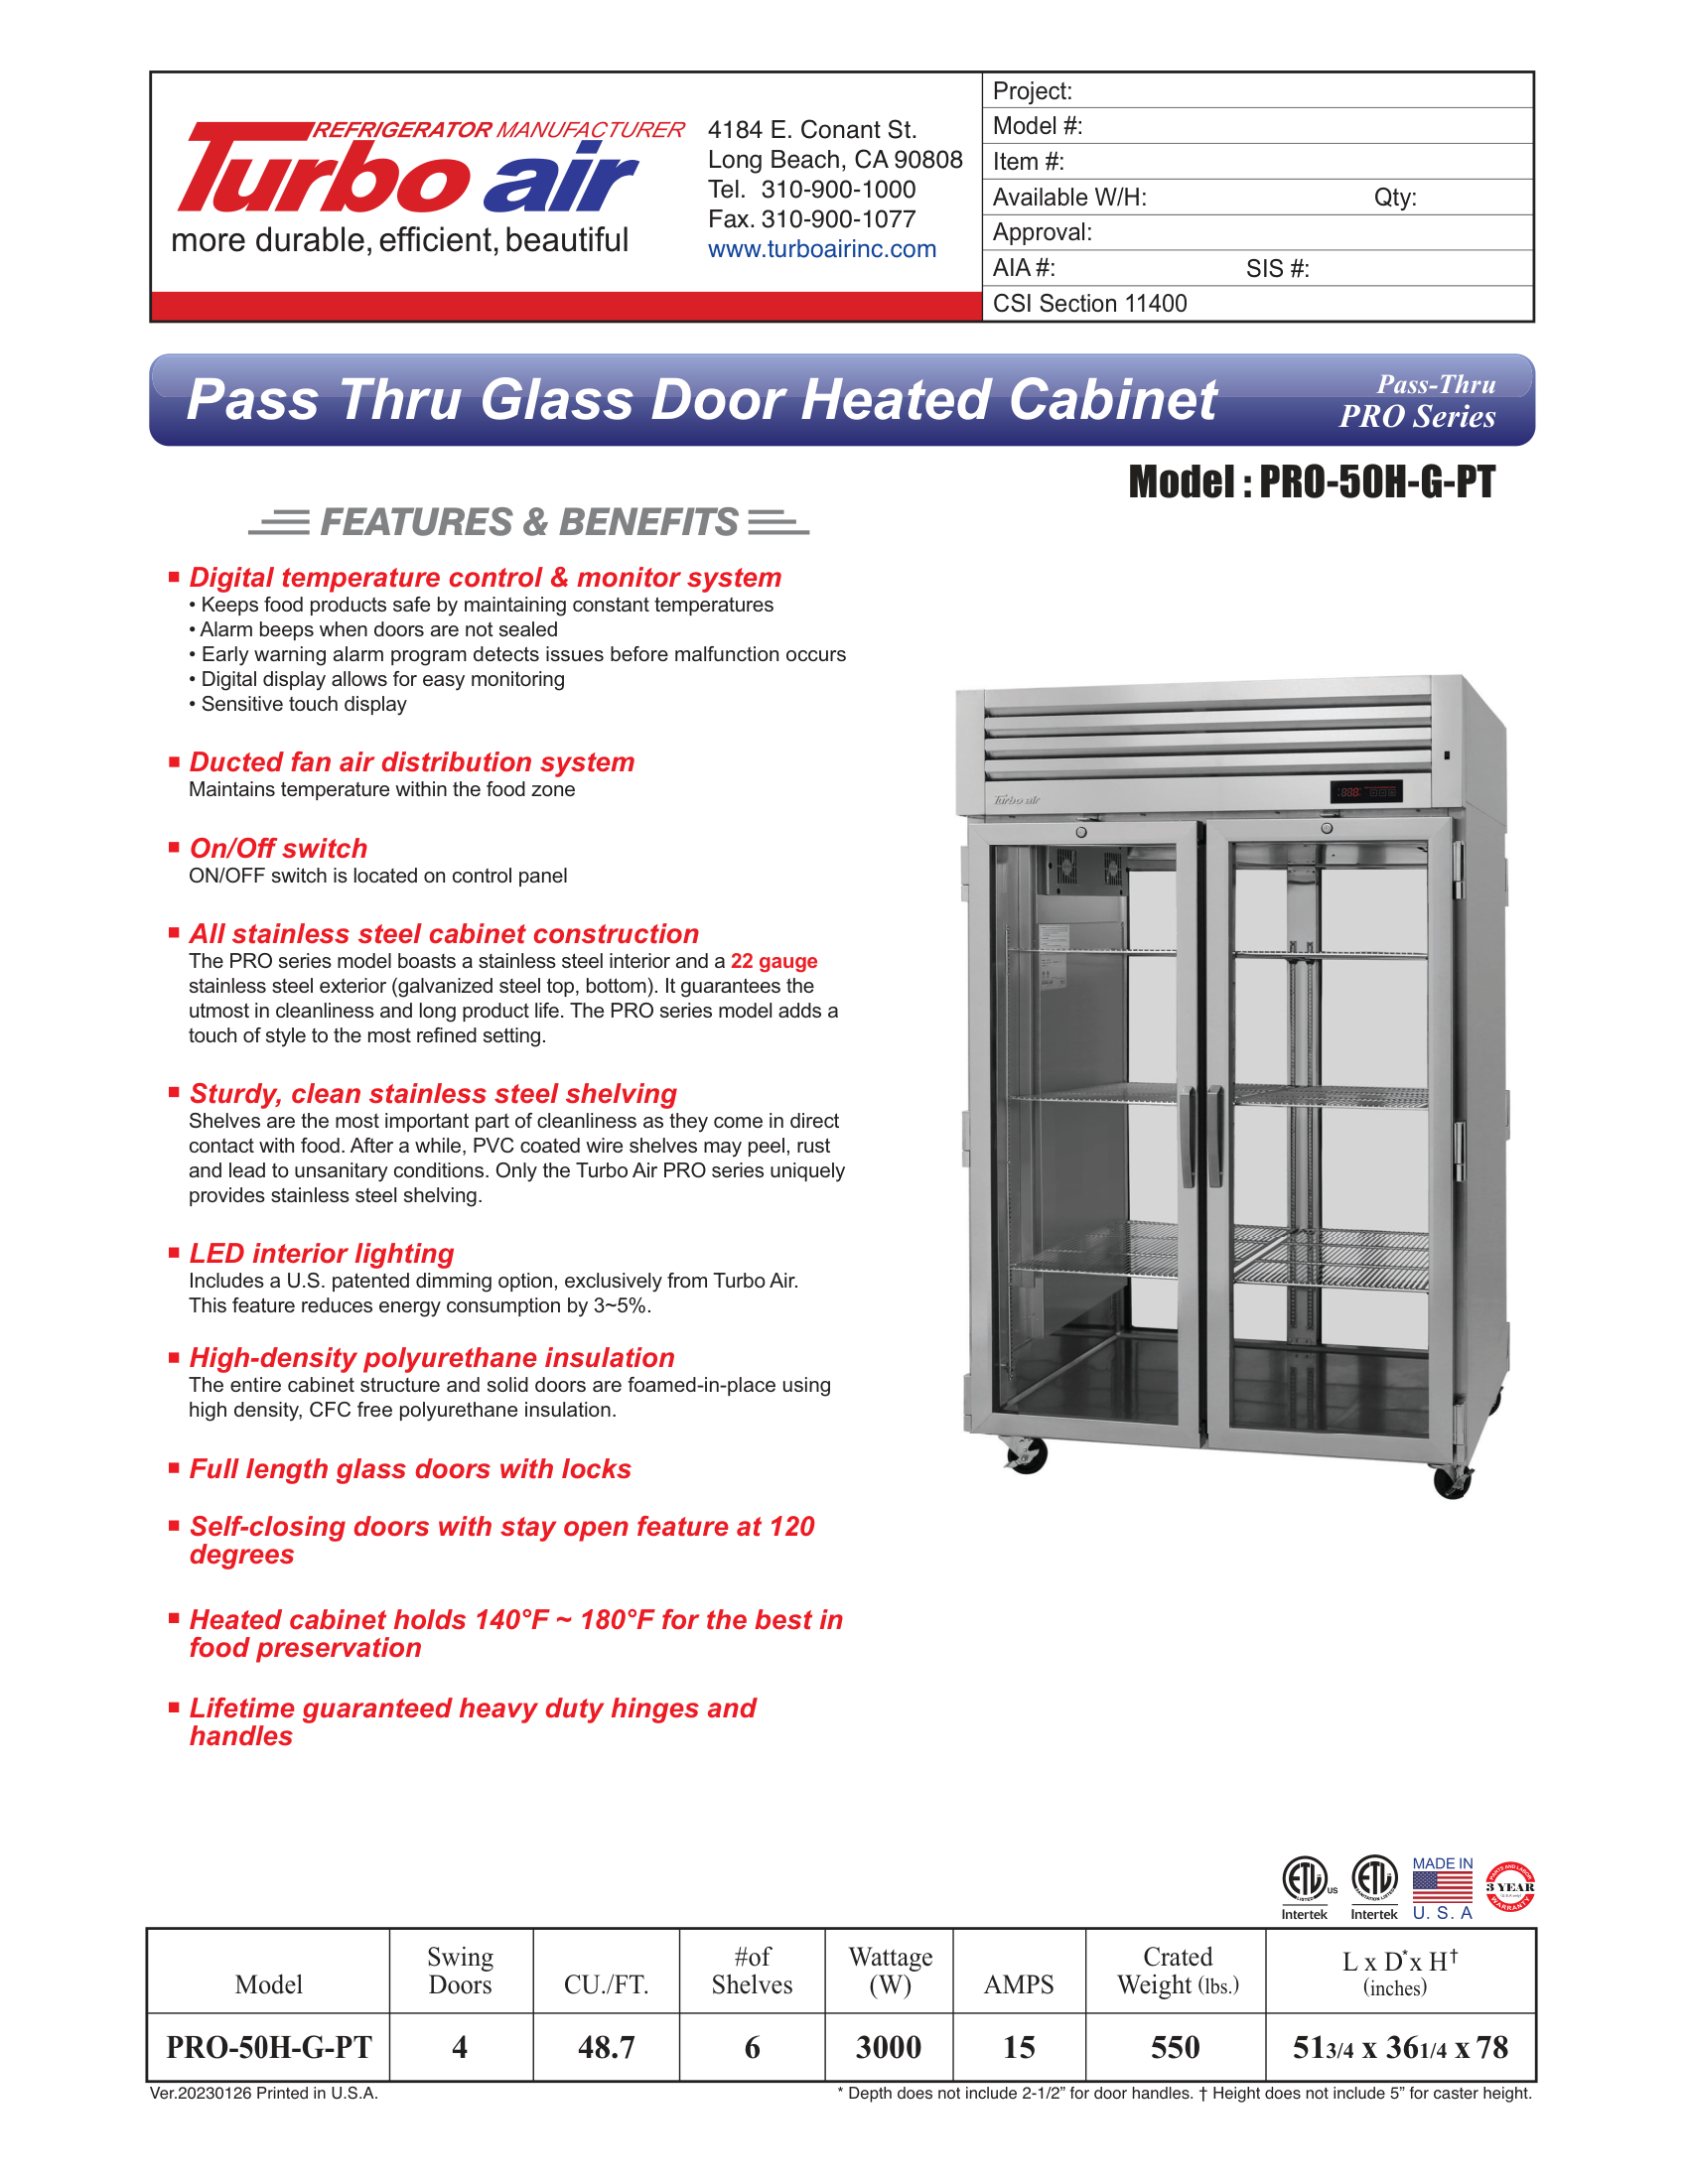 REFRIGERATOR MANUFACTURER
Turbo air
more durable, efficient, beautiful
4184 E. Conant St.
Long Beach, CA 90808
Tel. 310-900-1000
Fax. 310-900-1077
www.turboairinc.com
Project:
Model #:
Item #:
Available W/H: Qty:
Approval:
AIA #: SIS #:
CSI Section 11400
Pass Thru Glass Door Heated Cabinet
Pass-Thru
PRO Series
Model : PRO-50H-G-PT
FEATURES & BENEFITS
■ Digital temperature control & monitor system
• Keeps food products safe by maintaining constant temperatures
• Alarm beeps when doors are not sealed
• Early warning alarm program detects issues before malfunction occurs
• Digital display allows for easy monitoring
• Sensitive touch display
■ Ducted fan air distribution system
Maintains temperature within the food zone
■ On/Off switch
ON/OFF switch is located on control panel
■ All stainless steel cabinet construction
The PRO series model boasts a stainless steel interior and a 22 gauge
stainless steel exterior (galvanized steel top, bottom). It guarantees the
utmost in cleanliness and long product life. The PRO series model adds a
touch of style to the most refined setting.
■ Sturdy, clean stainless steel shelving
Shelves are the most important part of cleanliness as they come in direct
contact with food. After a while, PVC coated wire shelves may peel, rust
and lead to unsanitary conditions. Only the Turbo Air PRO series uniquely
provides stainless steel shelving.
■ LED interior lighting
Includes a U.S. patented dimming option, exclusively from Turbo Air.
This feature reduces energy consumption by 3~5%.
■ High-density polyurethane insulation
The entire cabinet structure and solid doors are foamed-in-place using
high density, CFC free polyurethane insulation.
■ Full length glass doors with locks
■ Self-closing doors with stay open feature at 120
degrees
■ Heated cabinet holds 140°F ~ 180°F for the best in
food preservation
■ Lifetime guaranteed heavy duty hinges and
handles
Turbo air
ETL LISTED US
Intertek
ETL SANITATION LISTED
Intertek
MADE IN
U. S. A
PARTS AND LABOR
3 YEAR
WARRANTY
Model
Swing
Doors
CU./FT.
#of
Shelves
Wattage
(W)
AMPS
Crated
Weight (lbs.)
L x D* x H†
(inches)
PRO-50H-G-PT 4 48.7 6 3000 15 550 51 3/4 x 36 1/4 x 78
Ver.20230126 Printed in U.S.A.
* Depth does not include 2-1/2” for door handles. † Height does not include 5” for caster height.